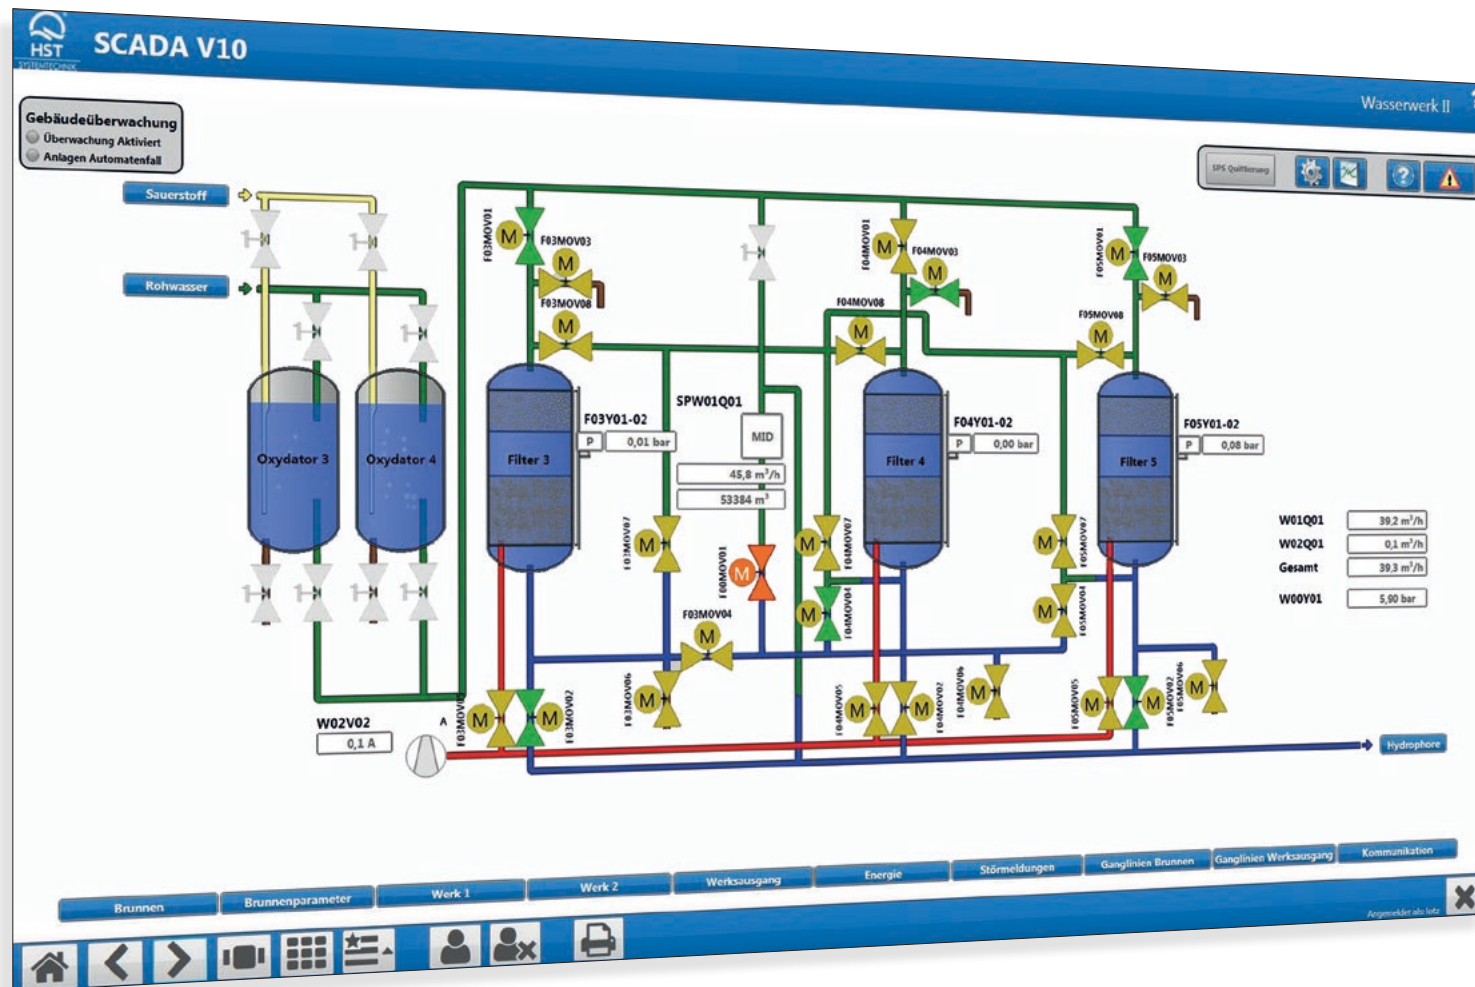 HST
SYSTEMTECHNIK
SCADA V10
Wasserwerk II
?
Gebäudeüberwachung
Überwachung Aktiviert
Anlagen Automatenfall
SPS Quittierung
?
!
Sauerstoff
Rohwasser
F03MOV01
M
F03MOV03
M
F03MOV08
M
F04MOV01
M
F04MOV03
M
F04MOV08
M
F05MOV01
M
F05MOV03
M
F05MOV08
M
Oxydator 3
Oxydator 4
Filter 3
F03Y01-02
P 0,01 bar
SPW01Q01
MID
45,8 m³/h
53384 m³
Filter 4
F04Y01-02
P 0,00 bar
Filter 5
F05Y01-02
P 0,08 bar
W01Q01 39,2 m³/h
W02Q01 0,1 m³/h
Gesamt 39,3 m³/h
W00Y01 5,90 bar
F03MOV07
M
F00MOV01
M
F04MOV07
M
F04MOV04
M
F05MOV07
M
F05MOV04
M
F03MOV04
M
F03MOV06
M
M
F03MOV02
M
F04MOV05
M
F04MOV02
M
F04MOV06
M
F05MOV05
M
F05MOV02
M
F05MOV06
M
W02V02
0,1 A
A
Hydrophore
Brunnen
Brunnenparameter
Werk 1
Werk 2
Werksausgang
Energie
Störmeldungen
Ganglinien Brunnen
Ganglinien Werksausgang
Kommunikation
Angemeldet als: lotz